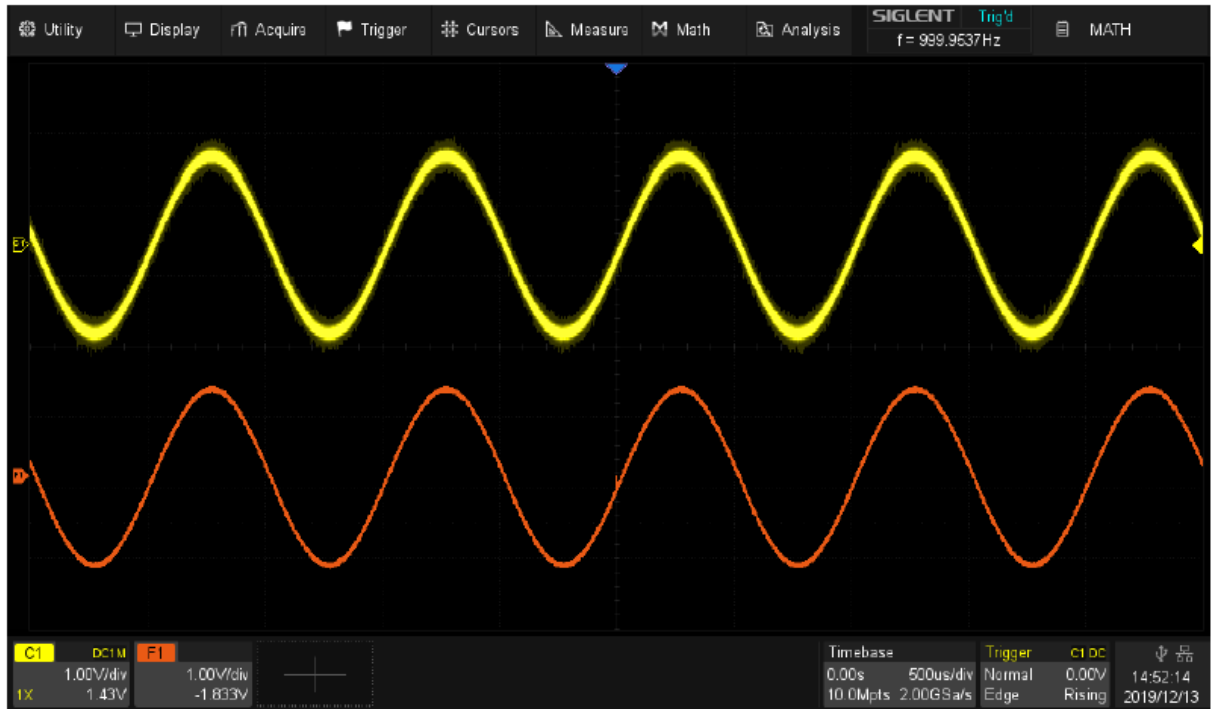 Utility Display Acquire Trigger Cursors Measure Math Analysis SIGLENT Trig'd MATH
f = 999.9537Hz
C1 DC1M F1 Timebase Trigger C1 DC
1.00V/div 1.00V/div 0.00s 500us/div Normal 0.00V 14:52:14
1X 1.43V -1.833V 10.0Mpts 2.00GSa/s Edge Rising 2019/12/13